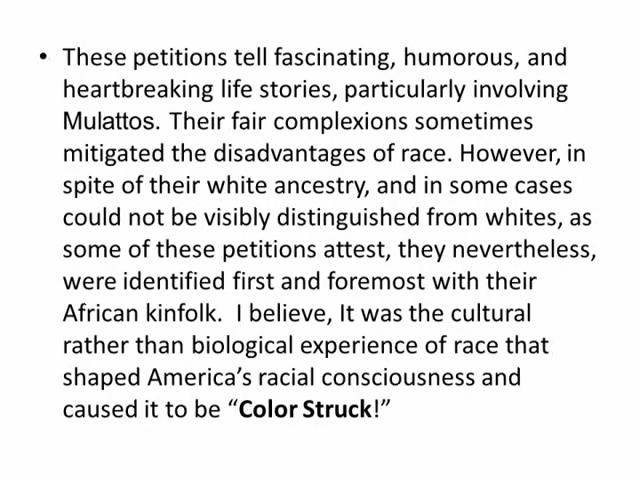 • These petitions tell fascinating, humorous, and
heartbreaking life stories, particularly involving
Mulattos. Their fair complexions sometimes
mitigated the disadvantages of race. However, in
spite of their white ancestry, and in some cases
could not be visibly distinguished from whites, as
some of these petitions attest, they nevertheless,
were identified first and foremost with their
African kinfolk.  I believe, It was the cultural
rather than biological experience of race that
shaped America’s racial consciousness and
caused it to be “Color Struck!”